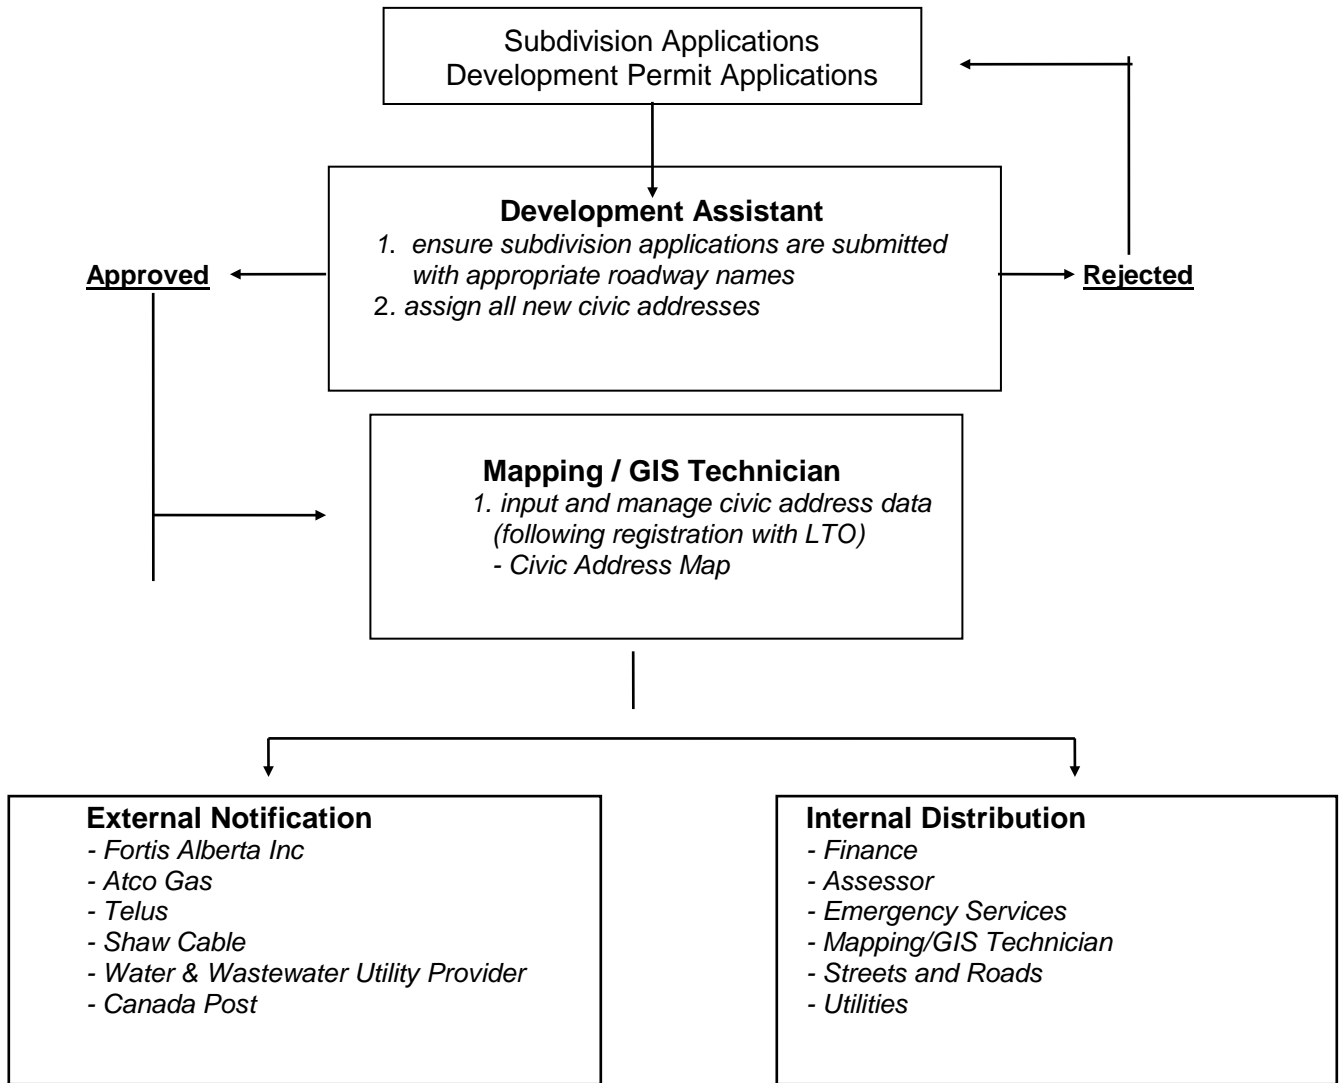 Subdivision Applications
Development Permit Applications
Development Assistant
1. ensure subdivision applications are submitted
with appropriate roadway names
2. assign all new civic addresses
Approved
Rejected
Mapping / GIS Technician
1. input and manage civic address data
(following registration with LTO)
- Civic Address Map
External Notification
- Fortis Alberta Inc
- Atco Gas
- Telus
- Shaw Cable
- Water & Wastewater Utility Provider
- Canada Post
Internal Distribution
- Finance
- Assessor
- Emergency Services
- Mapping/GIS Technician
- Streets and Roads
- Utilities